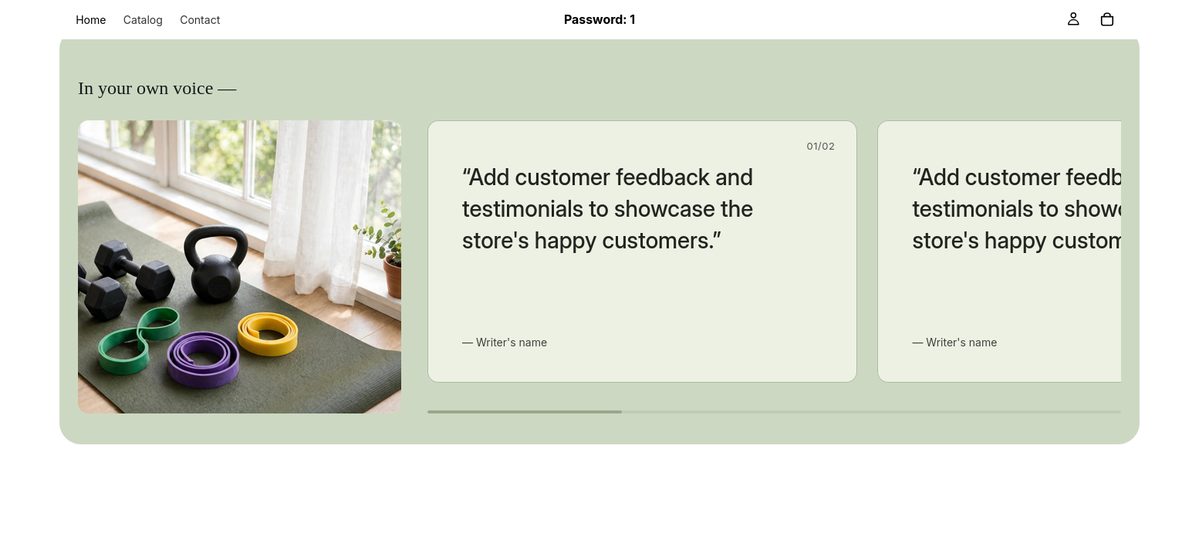 Home Catalog Contact
Password: 1
In your own voice —
01/02
“Add customer feedback and
testimonials to showcase the
store's happy customers.”
— Writer's name
“Add customer feedb
testimonials to showc
store's happy custom
— Writer's name